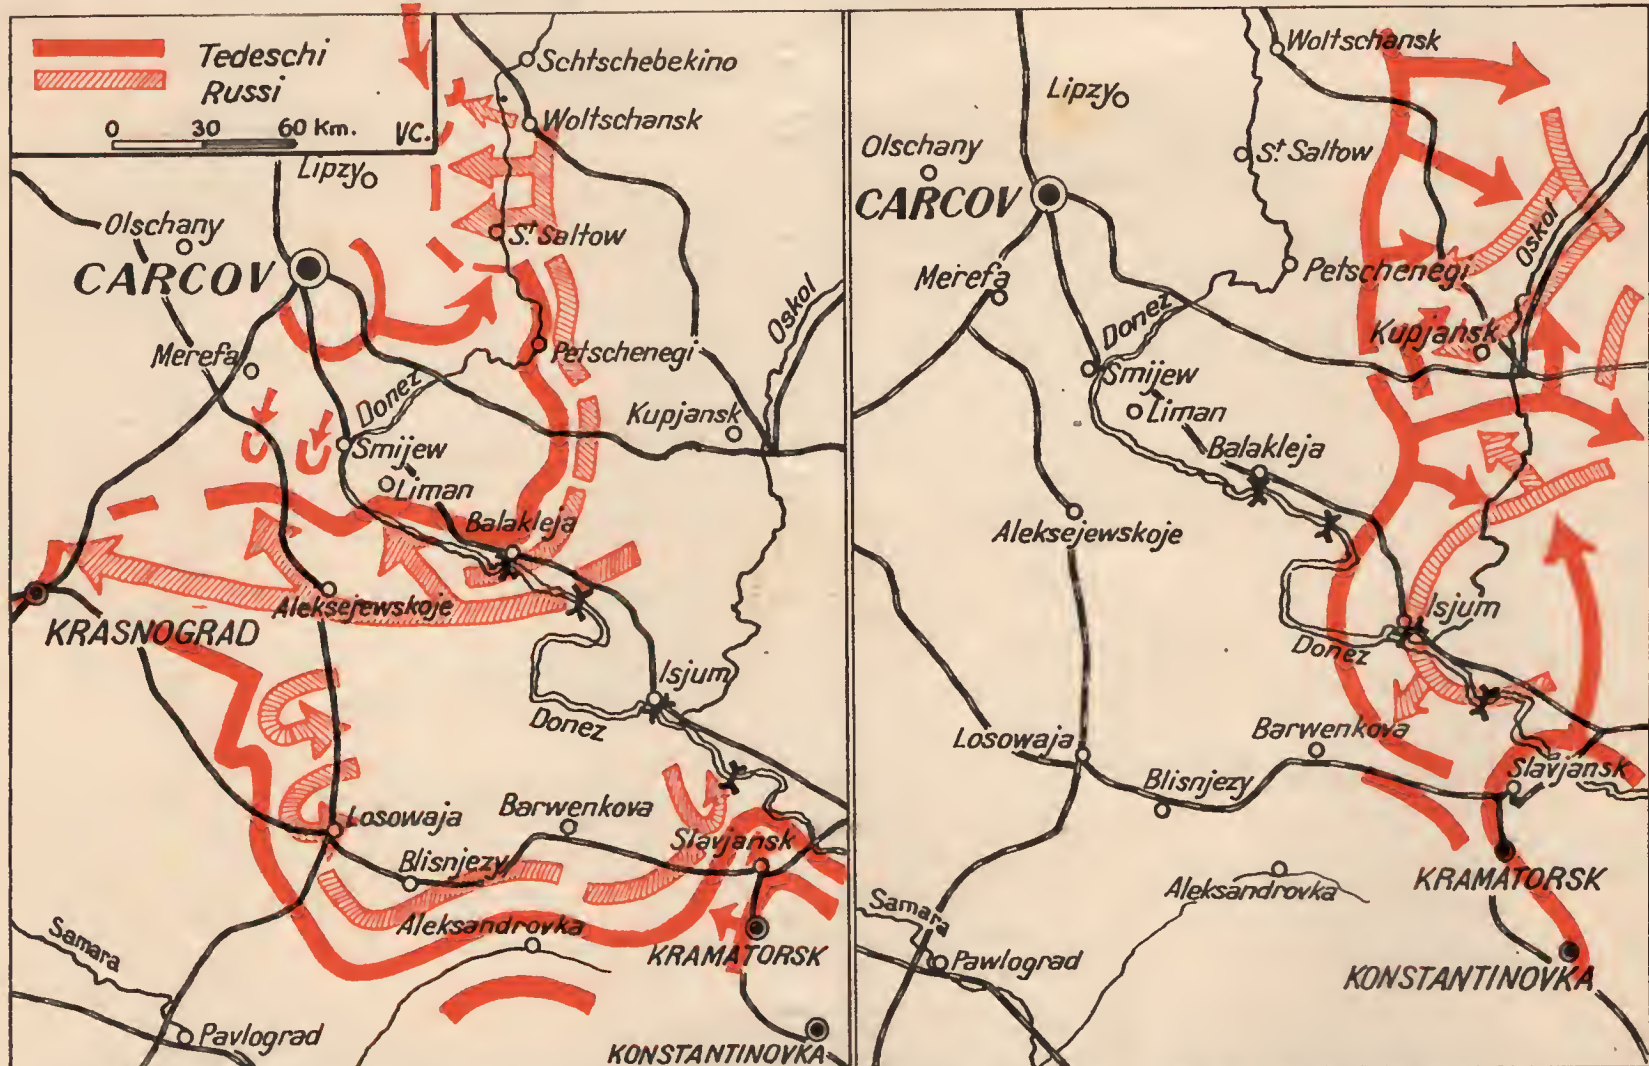 Tedeschi
Russi
0 30 60 Km.
VC.
Schtschebekino
Woltschansk
Lipzy
Olschany
St Saltow
CARCOV
Oskol
Merefa
Petschenegi
Donez
Kupjansk
Smijew
Liman
Balakleja
Aleksejewskoje
KRASNOGRAD
Isjum
Donez
Losowaja
Barwenkova
Slavjansk
Blisnjezy
Aleksandrovka
Samara
KRAMATORSK
Pavlograd
KONSTANTINOVKA
Woltschansk
Lipzy
Olschany
St Saltow
CARCOV
Oskol
Merefa
Petschenegi
Donez
Kupjansk
Smijew
Liman
Balakleja
Aleksejewskoje
Isjum
Donez
Losowaja
Barwenkova
Blisnjezy
Slavjansk
Aleksandrovka
KRAMATORSK
Samara
Pawlograd
KONSTANTINOVKA